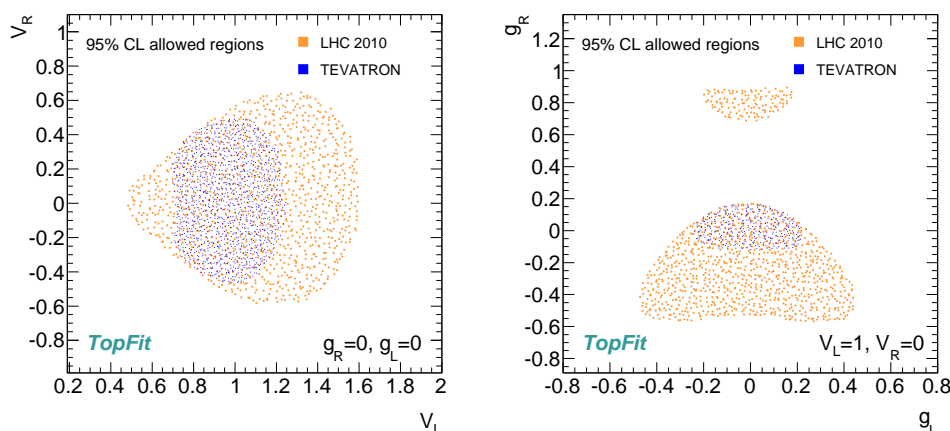 V_R
1
0.8
0.6
0.4
0.2
0
-0.2
-0.4
-0.6
-0.8
95% CL allowed regions
LHC 2010
TEVATRON
TopFit
g_R=0, g_L=0
0.2 0.4 0.6 0.8 1 1.2 1.4 1.6 1.8 2
V_L
g_R
1.2
1
0.8
0.6
0.4
0.2
0
-0.2
-0.4
-0.6
-0.8
95% CL allowed regions
LHC 2010
TEVATRON
TopFit
V_L=1, V_R=0
-0.8 -0.6 -0.4 -0.2 0 0.2 0.4 0.6 0.8
g_L